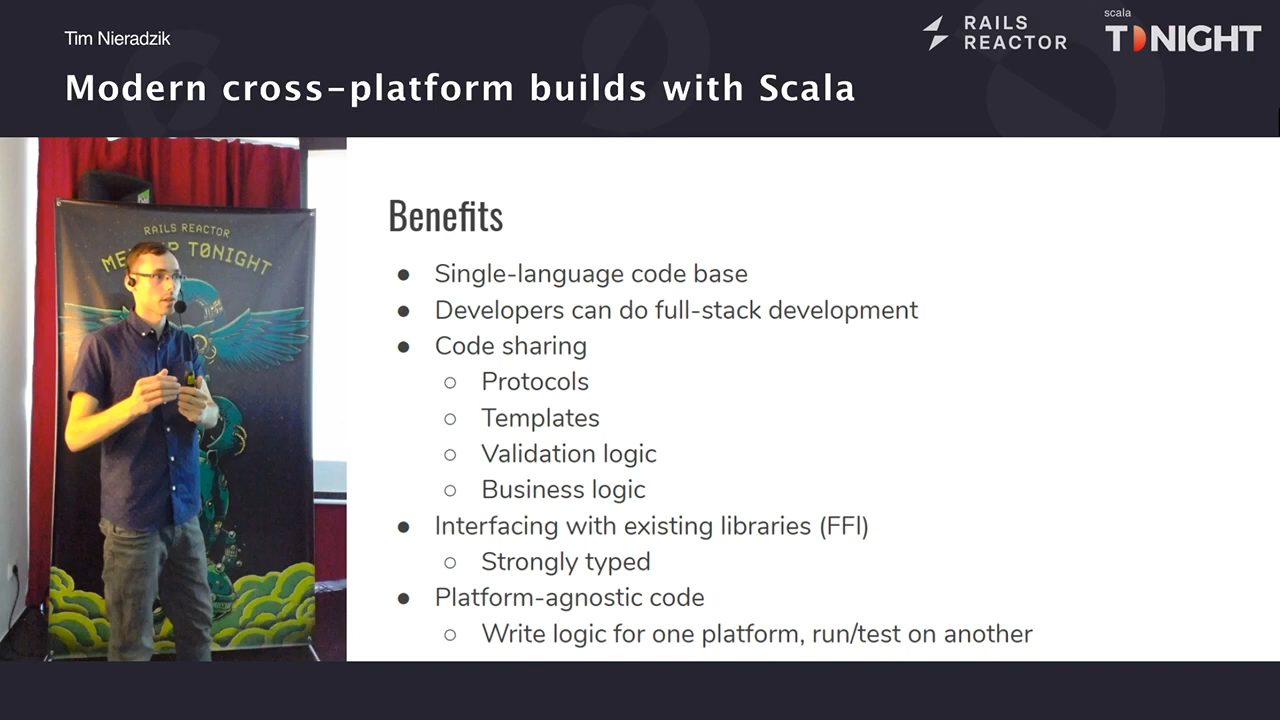 Tim Nieradzik
Modern cross-platform builds with Scala
RAILS
REACTOR
scala
TONIGHT
RAILS REACTOR
TØNIGHT
Benefits
● Single-language code base
● Developers can do full-stack development
● Code sharing
○ Protocols
○ Templates
○ Validation logic
○ Business logic
● Interfacing with existing libraries (FFI)
○ Strongly typed
● Platform-agnostic code
○ Write logic for one platform, run/test on another